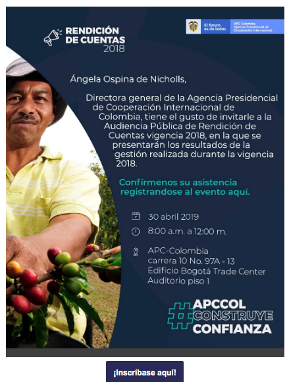 RENDICIÓN
DE CUENTAS
2018
El futuro
es de todos
APC Colombia
Agencia Presidencial de
Cooperación Internacional
Ángela Ospina de Nicholls,
Directora general de la Agencia Presidencial
de Cooperación Internacional de
Colombia, tiene el gusto de invitarle a la
Audiencia Pública de Rendición de
Cuentas vigencia 2018, en la que se
presentarán los resultados de la
gestión realizada durante la vigencia
2018.
Confírmenos su asistencia
registrandose al evento aquí.
30 abril 2019
8:00 a.m. a 12:00 m.
APC-Colombia
carrera 10 No. 97A - 13
Edificio Bogotá Trade Center
Auditorio piso 1
#APCCOL
CONSTRUYE
CONFIANZA
¡Inscríbase aquí!